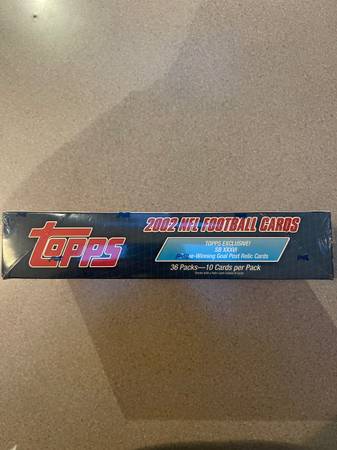 Topps
2002 NFL FOOTBALL CARDS
TOPPS EXCLUSIVE!
SB XXXVI
-Winning Goal Post Relic Cards
36 Packs—10 Cards per Pack